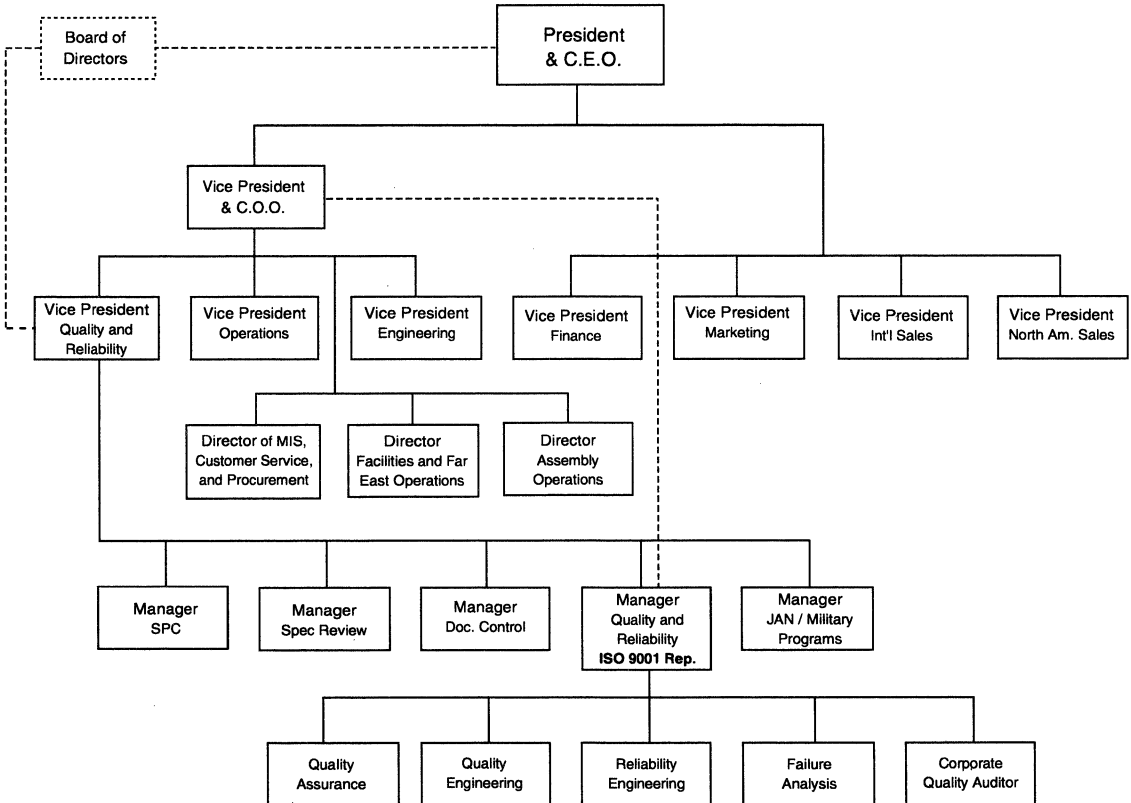 Board of
Directors
President
& C.E.O.
Vice President
& C.O.O.
Vice President
Quality and
Reliability
Vice President
Operations
Vice President
Engineering
Vice President
Finance
Vice President
Marketing
Vice President
Int'l Sales
Vice President
North Am. Sales
Director of MIS,
Customer Service,
and Procurement
Director
Facilities and Far
East Operations
Director
Assembly
Operations
Manager
SPC
Manager
Spec Review
Manager
Doc. Control
Manager
Quality and
Reliability
ISO 9001 Rep.
Manager
JAN / Military
Programs
Quality
Assurance
Quality
Engineering
Reliability
Engineering
Failure
Analysis
Corporate
Quality Auditor